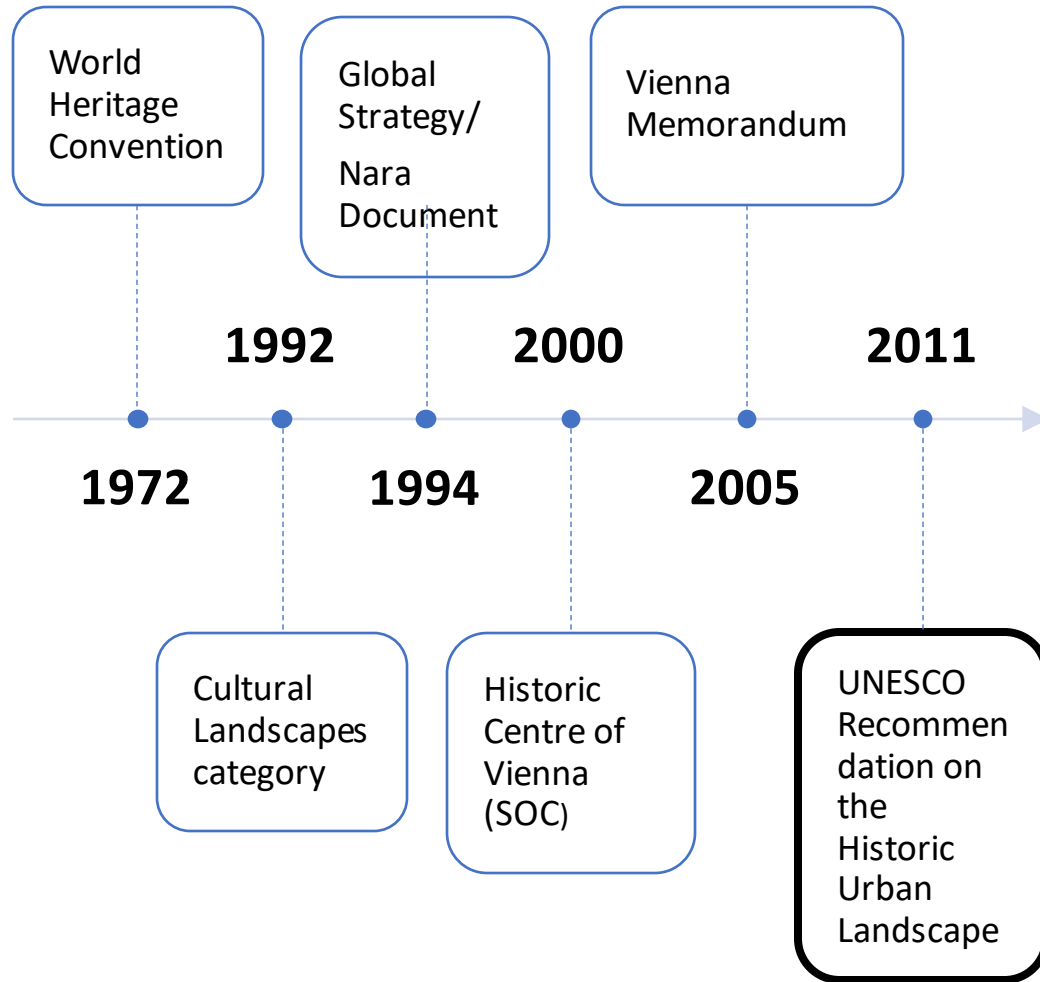 World
Heritage
Convention
Global
Strategy/
Nara
Document
Vienna
Memorandum
1992
2000
2011
1972
1994
2005
Cultural
Landscapes
category
Historic
Centre of
Vienna
(SOC)
UNESCO
Recommen
dation on
the
Historic
Urban
Landscape